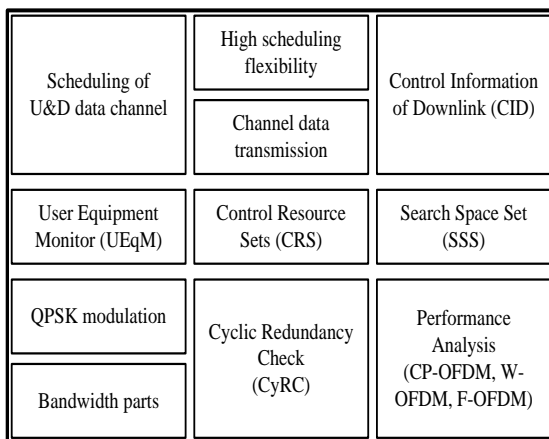 Scheduling of
U&D data channel
High scheduling
flexibility
Channel data
transmission
Control Information
of Downlink (CID)
User Equipment
Monitor (UEqM)
Control Resource
Sets (CRS)
Search Space Set
(SSS)
QPSK modulation
Bandwidth parts
Cyclic Redundancy
Check
(CyRC)
Performance
Analysis
(CP-OFDM, W-
OFDM, F-OFDM)